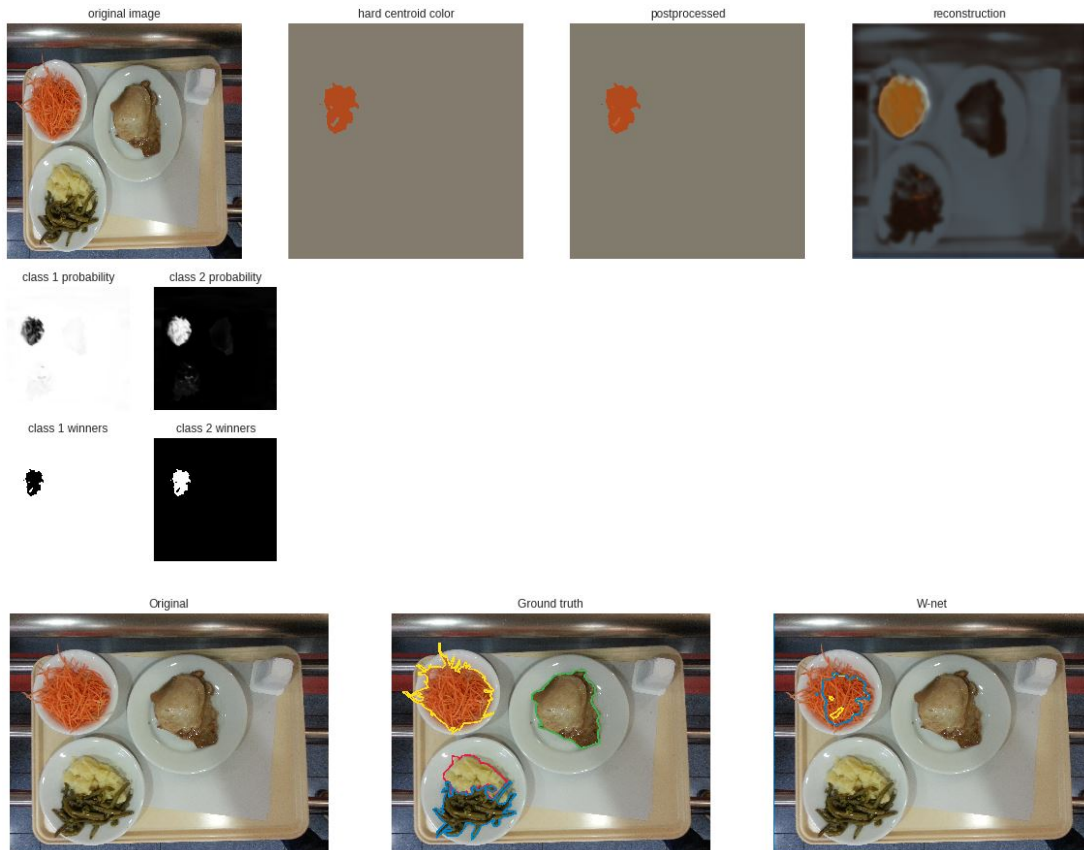 original image
hard centroid color
postprocessed
reconstruction
class 1 probability
class 2 probability
class 1 winners
class 2 winners
Original
Ground truth
W-net